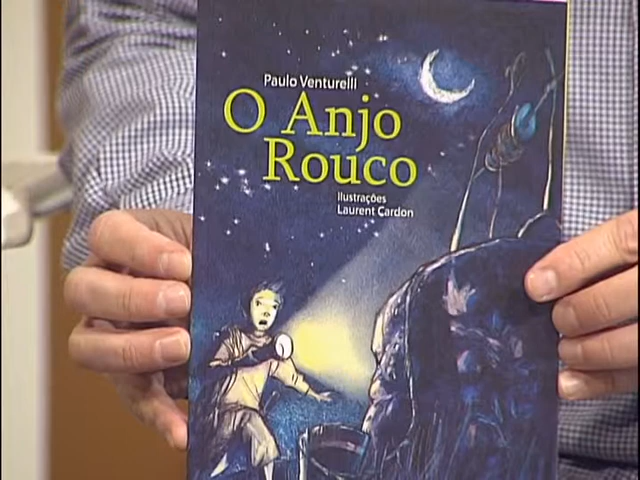 Paulo Venturelli
O Anjo
Rouco
Ilustrações
Laurent Cardon